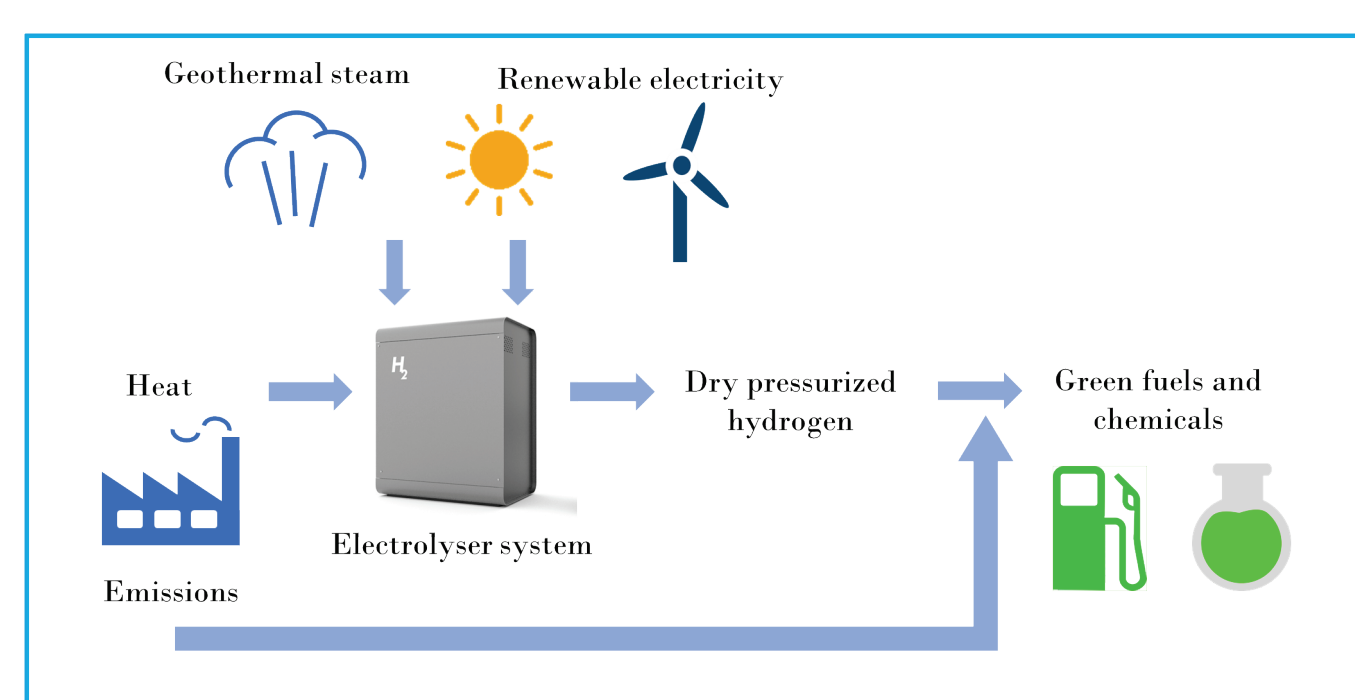 Geothermal steam
Renewable electricity
H2
Heat
Dry pressurized
hydrogen
Green fuels and
chemicals
Electrolyser system
Emissions